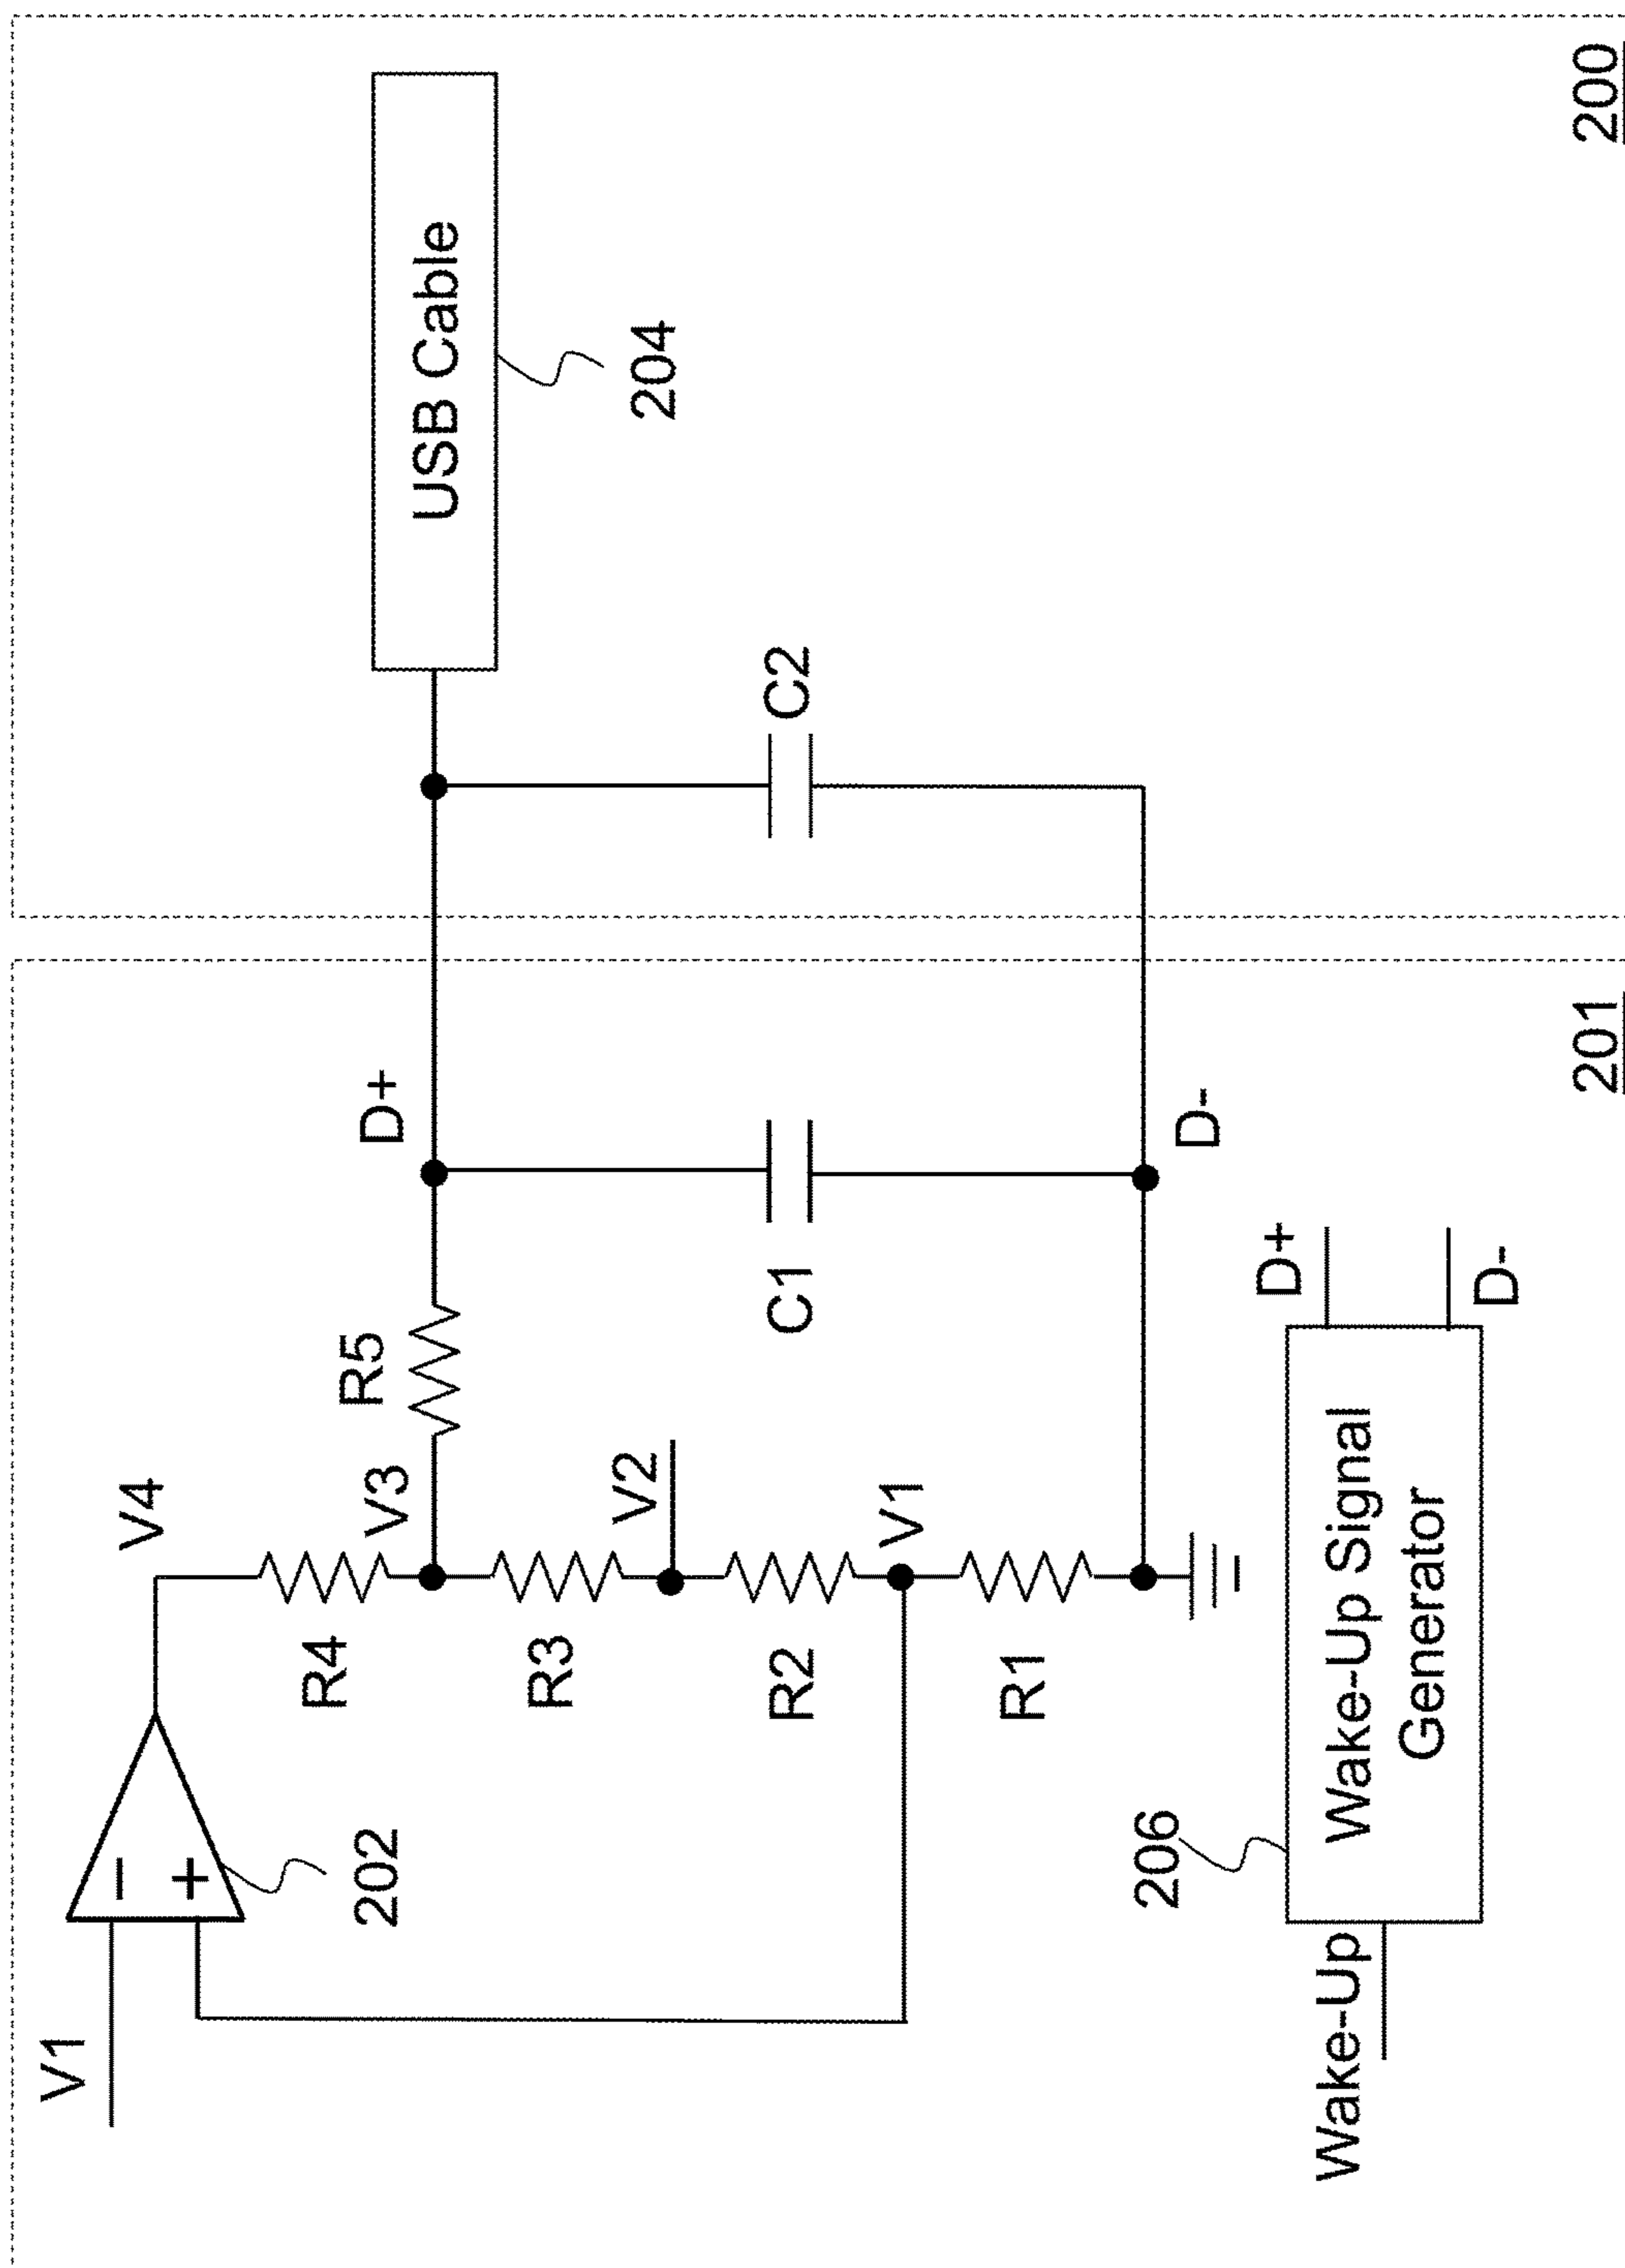 V1
−
+
202
V4
R4
V3
R3
V2
R2
V1
R1
R5
D+
C1
D-
C2
USB Cable
204
Wake-Up
206
Wake-Up Signal
Generator
D+
D-
201
200